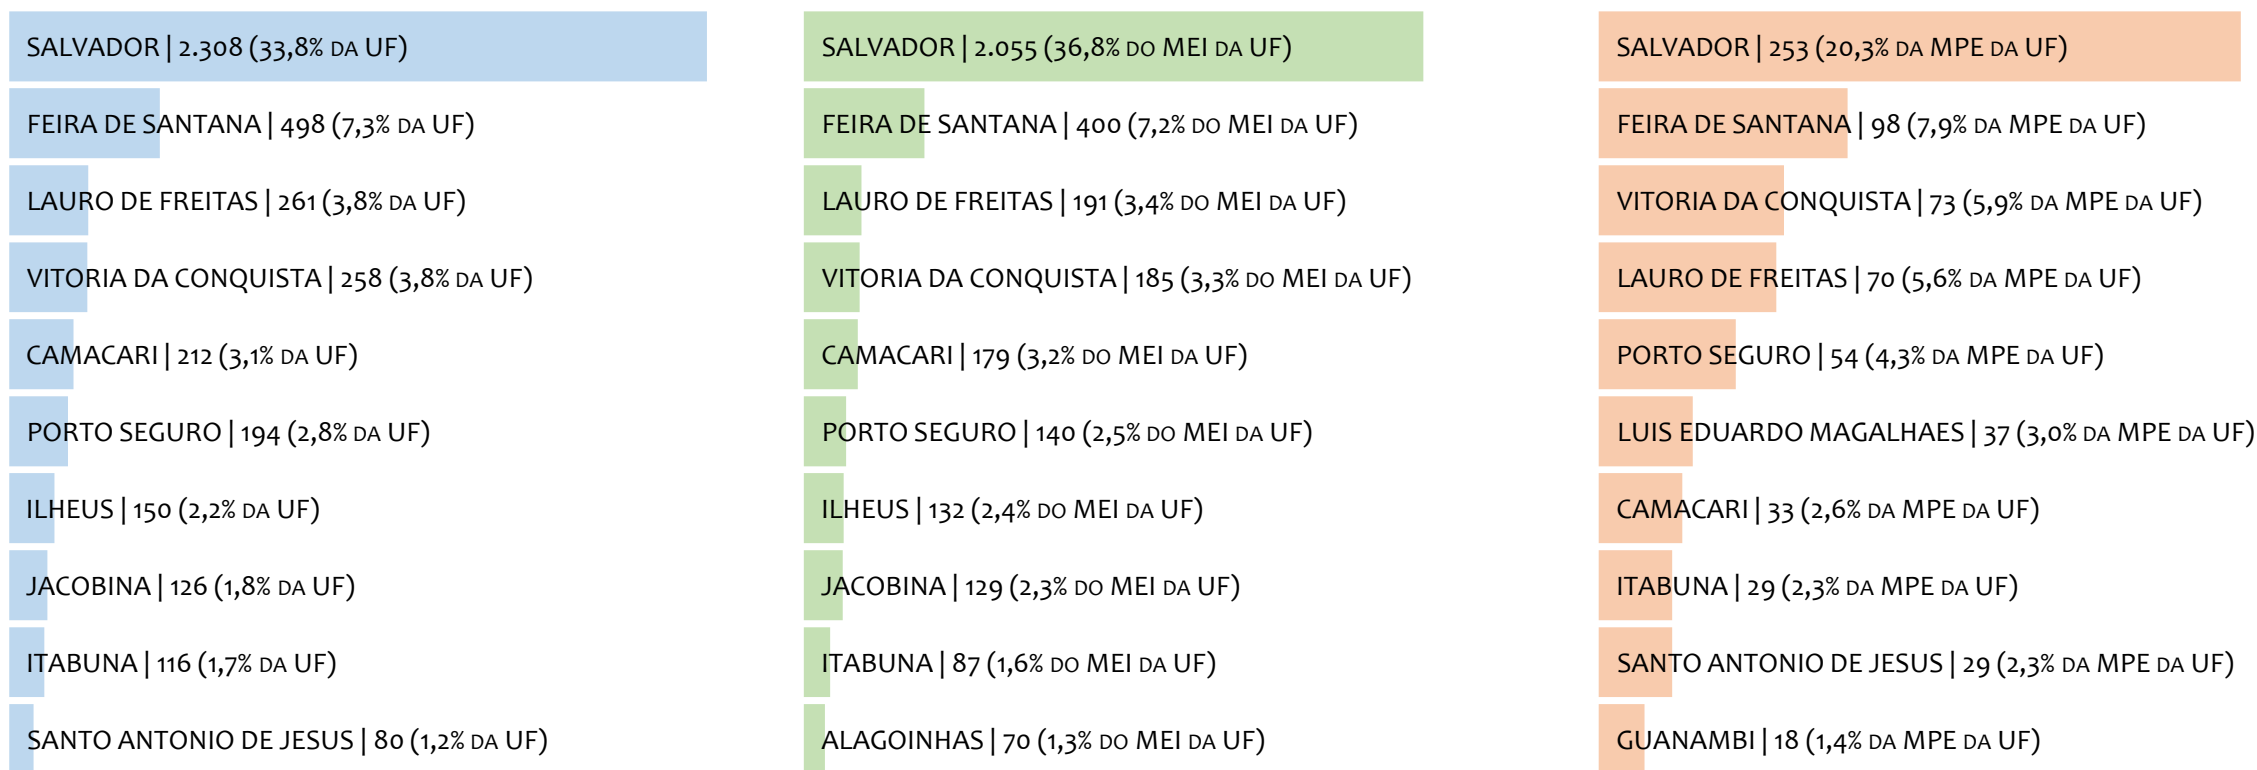 SALVADOR | 2.308 (33,8% DA UF)
FEIRA DE SANTANA | 498 (7,3% DA UF)
LAURO DE FREITAS | 261 (3,8% DA UF)
VITORIA DA CONQUISTA | 258 (3,8% DA UF)
CAMACARI | 212 (3,1% DA UF)
PORTO SEGURO | 194 (2,8% DA UF)
ILHEUS | 150 (2,2% DA UF)
JACOBINA | 126 (1,8% DA UF)
ITABUNA | 116 (1,7% DA UF)
SANTO ANTONIO DE JESUS | 80 (1,2% DA UF)
SALVADOR | 2.055 (36,8% DO MEI DA UF)
FEIRA DE SANTANA | 400 (7,2% DO MEI DA UF)
LAURO DE FREITAS | 191 (3,4% DO MEI DA UF)
VITORIA DA CONQUISTA | 185 (3,3% DO MEI DA UF)
CAMACARI | 179 (3,2% DO MEI DA UF)
PORTO SEGURO | 140 (2,5% DO MEI DA UF)
ILHEUS | 132 (2,4% DO MEI DA UF)
JACOBINA | 129 (2,3% DO MEI DA UF)
ITABUNA | 87 (1,6% DO MEI DA UF)
ALAGOINHAS | 70 (1,3% DO MEI DA UF)
SALVADOR | 253 (20,3% DA MPE DA UF)
FEIRA DE SANTANA | 98 (7,9% DA MPE DA UF)
VITORIA DA CONQUISTA | 73 (5,9% DA MPE DA UF)
LAURO DE FREITAS | 70 (5,6% DA MPE DA UF)
PORTO SEGURO | 54 (4,3% DA MPE DA UF)
LUIS EDUARDO MAGALHAES | 37 (3,0% DA MPE DA UF)
CAMACARI | 33 (2,6% DA MPE DA UF)
ITABUNA | 29 (2,3% DA MPE DA UF)
SANTO ANTONIO DE JESUS | 29 (2,3% DA MPE DA UF)
GUANAMBI | 18 (1,4% DA MPE DA UF)